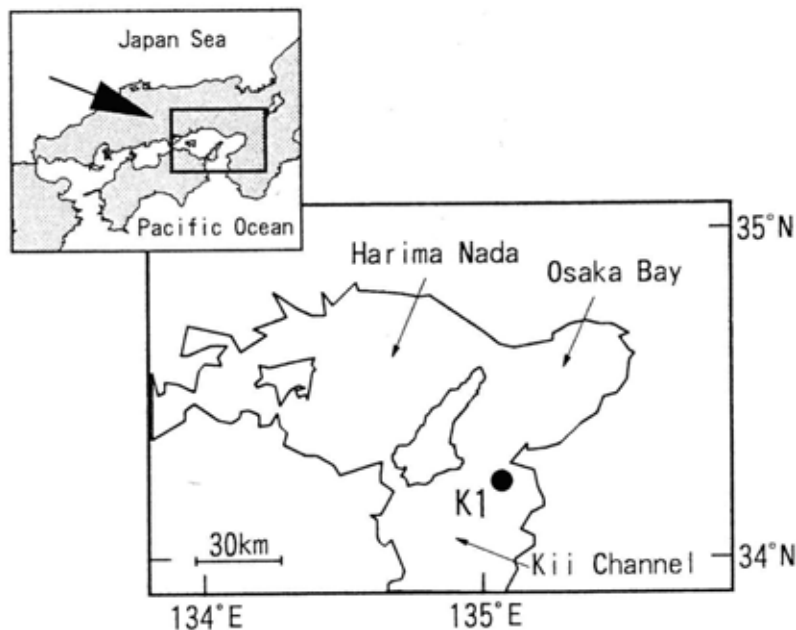 Japan Sea
Pacific Ocean
Harima Nada
Osaka Bay
K1
Kii Channel
30km
35°N
34°N
134°E
135°E